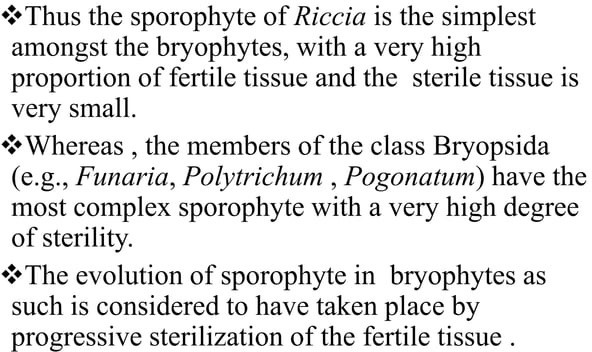 ❖Thus the sporophyte of Riccia is the simplest
amongst the bryophytes, with a very high
proportion of fertile tissue and the  sterile tissue is
very small.
❖Whereas , the members of the class Bryopsida
(e.g., Funaria, Polytrichum , Pogonatum) have the
most complex sporophyte with a very high degree
of sterility.
❖The evolution of sporophyte in  bryophytes as
such is considered to have taken place by
progressive sterilization of the fertile tissue .